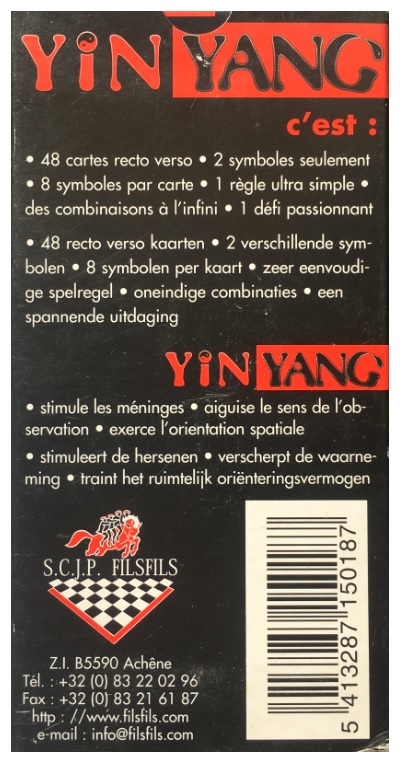 YiN YANG
c'est :
• 48 cartes recto verso • 2 symboles seulement
• 8 symboles par carte • 1 règle ultra simple •
des combinaisons à l'infini • 1 défi passionnant
• 48 recto verso kaarten • 2 verschillende sym-
bolen • 8 symbolen per kaart • zeer eenvoudi-
ge spelregel • oneindige combinaties • een
spannende uitdaging
YiN YANG
• stimule les méninges • aiguise le sens de l'ob-
servation • exerce l'orientation spatiale
• stimuleert de hersenen • verscherpt de waarne-
ming • traint het ruimtelijk oriënteringsvermogen
S.C.J.P. FILSFILS
Z.I. B5590 Achêne
Tél. : +32 (0) 83 22 02 96
Fax : +32 (0) 83 21 61 87
http : //www.filsfils.com
e-mail : info@filsfils.com
5 413287 150187